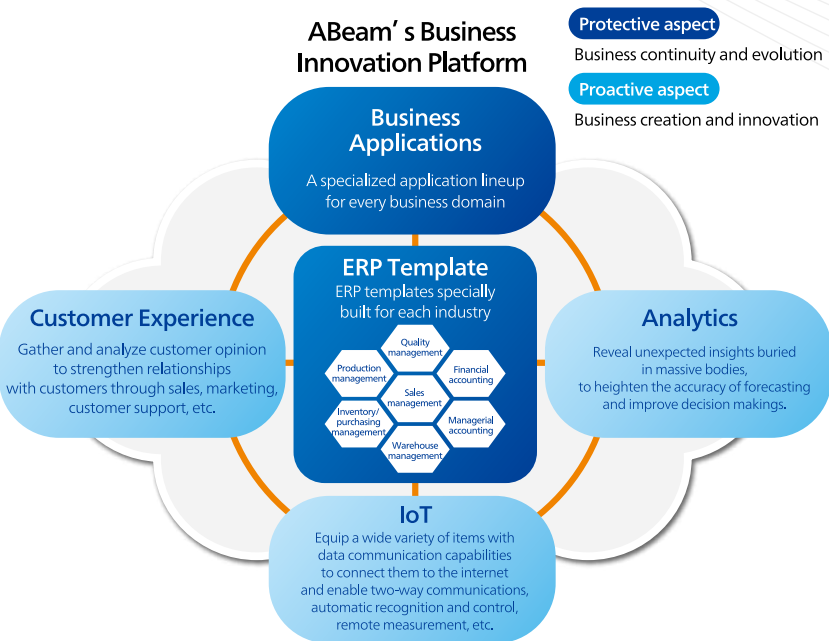 ABeam’s Business
Innovation Platform
Protective aspect
Business continuity and evolution
Proactive aspect
Business creation and innovation
Business
Applications
A specialized application lineup
for every business domain
ERP Template
ERP templates specially
built for each industry
Quality
management
Production
management
Financial
accounting
Sales
management
Inventory/
purchasing
management
Managerial
accounting
Warehouse
management
Customer Experience
Gather and analyze customer opinion
to strengthen relationships
with customers through sales, marketing,
customer support, etc.
Analytics
Reveal unexpected insights buried
in massive bodies,
to heighten the accuracy of forecasting
and improve decision makings.
IoT
Equip a wide variety of items with
data communication capabilities
to connect them to the internet
and enable two-way communications,
automatic recognition and control,
remote measurement, etc.